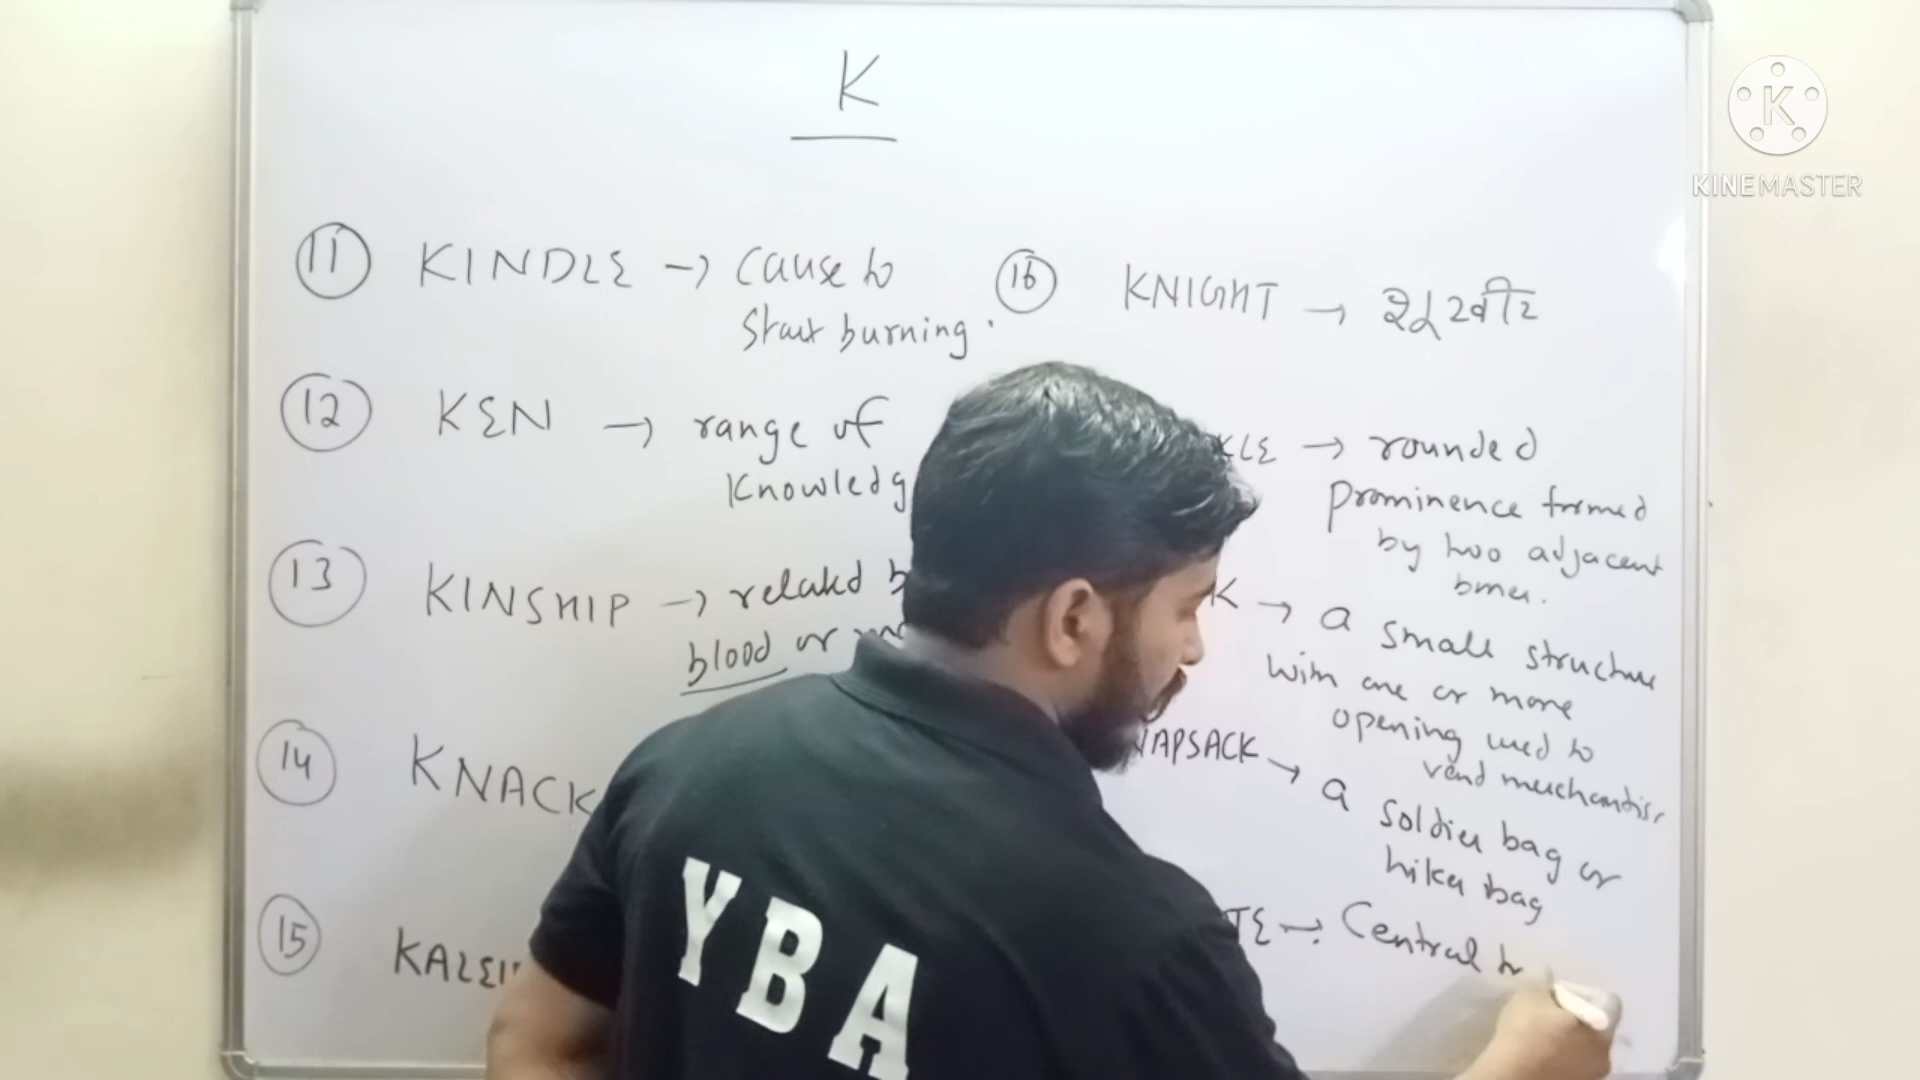 K
11 KINDLE → cause to
start burning.
12 KEN → range of
knowledg
13 KINSHIP → related b
blood or
14 KNACK
15 KALEI
16 KNIGHT → शूरवीर
KLE → rounded
prominence formed
by two adjacent
bones.
K → a small structure
with one or more
opening used to
vend merchandise
NAPSACK → a soldier bag or
hiker bag
TE → Central to
YBA
K
KINEMASTER